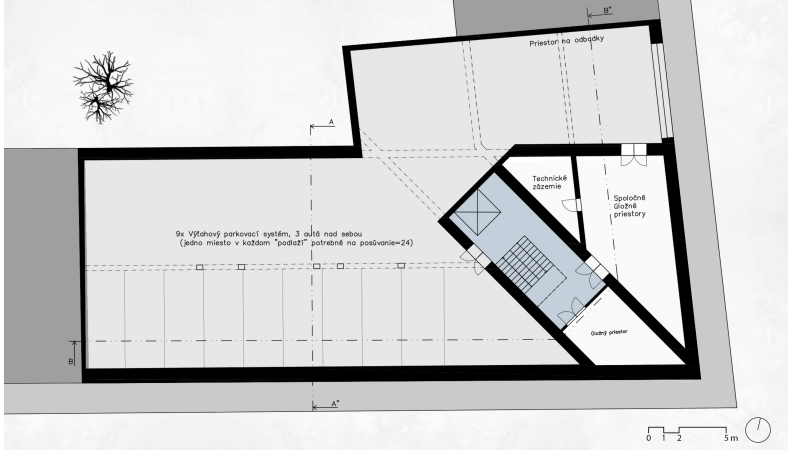 B"
Priestor na odpadky
A
Technické
zázemie
Spoločné
úložné
priestory
9x Výťahový parkovací systém, 3 autá nad sebou
(jedno miesto v každom "podlaží" potrebné na posúvanie=24)
Úložný priestor
B
A"
0 1 2 5 m